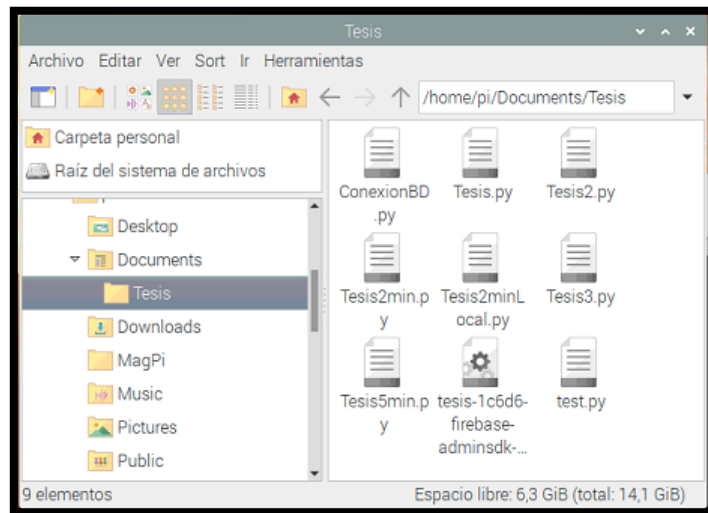 Tesis
Archivo Editar Ver Sort Ir Herramientas
/home/pi/Documents/Tesis
Carpeta personal
Raíz del sistema de archivos
Desktop
Documents
Tesis
Downloads
MagPi
Music
Pictures
Public
ConexionBD
.py
Tesis.py
Tesis2.py
Tesis2min.p
y
Tesis2minL
ocal.py
Tesis3.py
Tesis5min.p
y
tesis-1c6d6-
firebase-
adminsdk-...
test.py
9 elementos
Espacio libre: 6,3 GiB (total: 14,1 GiB)